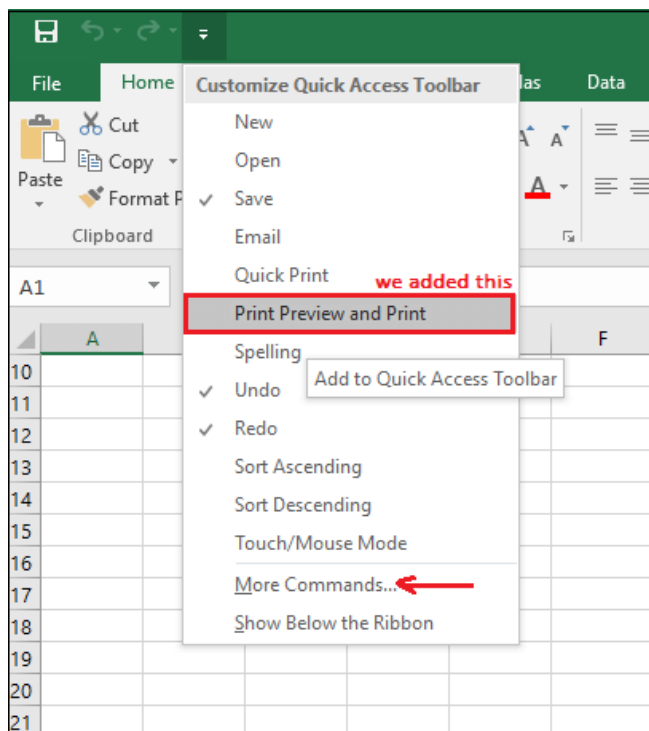 File Home Customize Quick Access Toolbar las Data
Cut New
Copy Open
Paste Format P Save
Clipboard Email
Quick Print we added this
A1 Print Preview and Print
A Spelling F
Add to Quick Access Toolbar
10 Undo
11 Redo
12 Sort Ascending
13 Sort Descending
14 Touch/Mouse Mode
15 More Commands...
16 Show Below the Ribbon
17
18
19
20
21